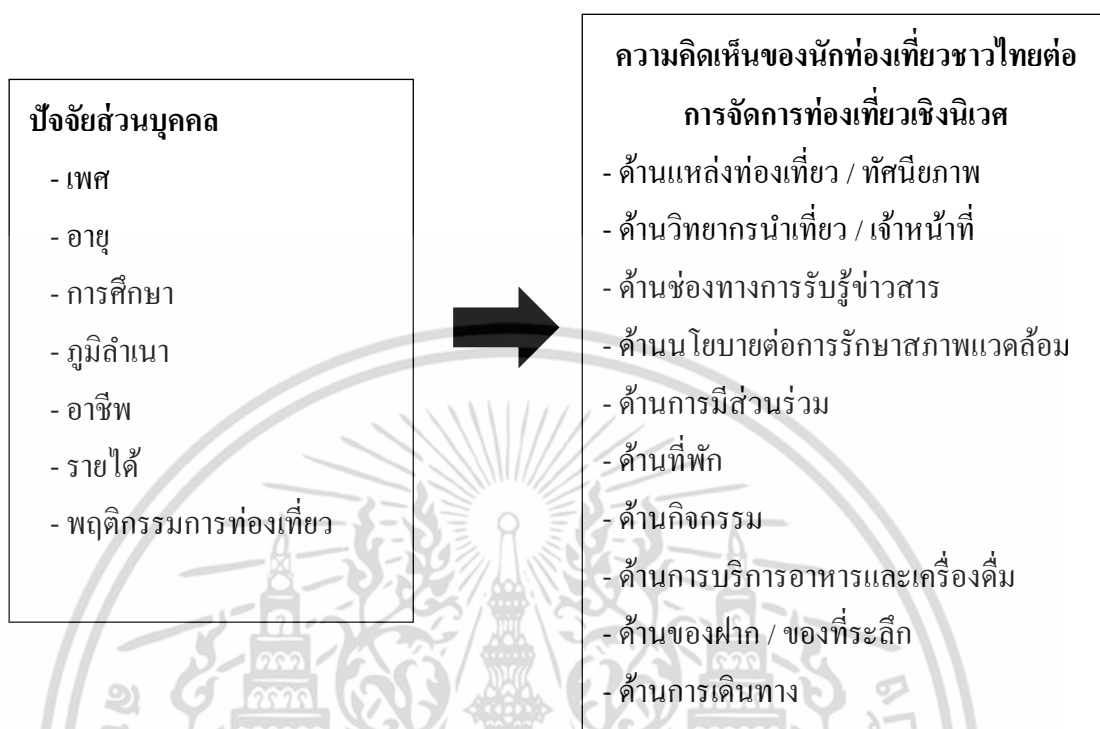 ปัจจัยส่วนบุคคล
- เพศ
- อายุ
- การศึกษา
- ภูมิลำเนา
- อาชีพ
- รายได้
- พฤติกรรมการท่องเที่ยว
ความคิดเห็นของนักท่องเที่ยวชาวไทยต่อ
การจัดการท่องเที่ยวเชิงนิเวศ
- ด้านแหล่งท่องเที่ยว / ทัศนียภาพ
- ด้านวิทยากรนำเที่ยว / เจ้าหน้าที่
- ด้านช่องทางการรับรู้ข่าวสาร
- ด้านนโยบายต่อการรักษาสภาพแวดล้อม
- ด้านการมีส่วนร่วม
- ด้านที่พัก
- ด้านกิจกรรม
- ด้านการบริการอาหารและเครื่องดื่ม
- ด้านของฝาก / ของที่ระลึก
- ด้านการเดินทาง